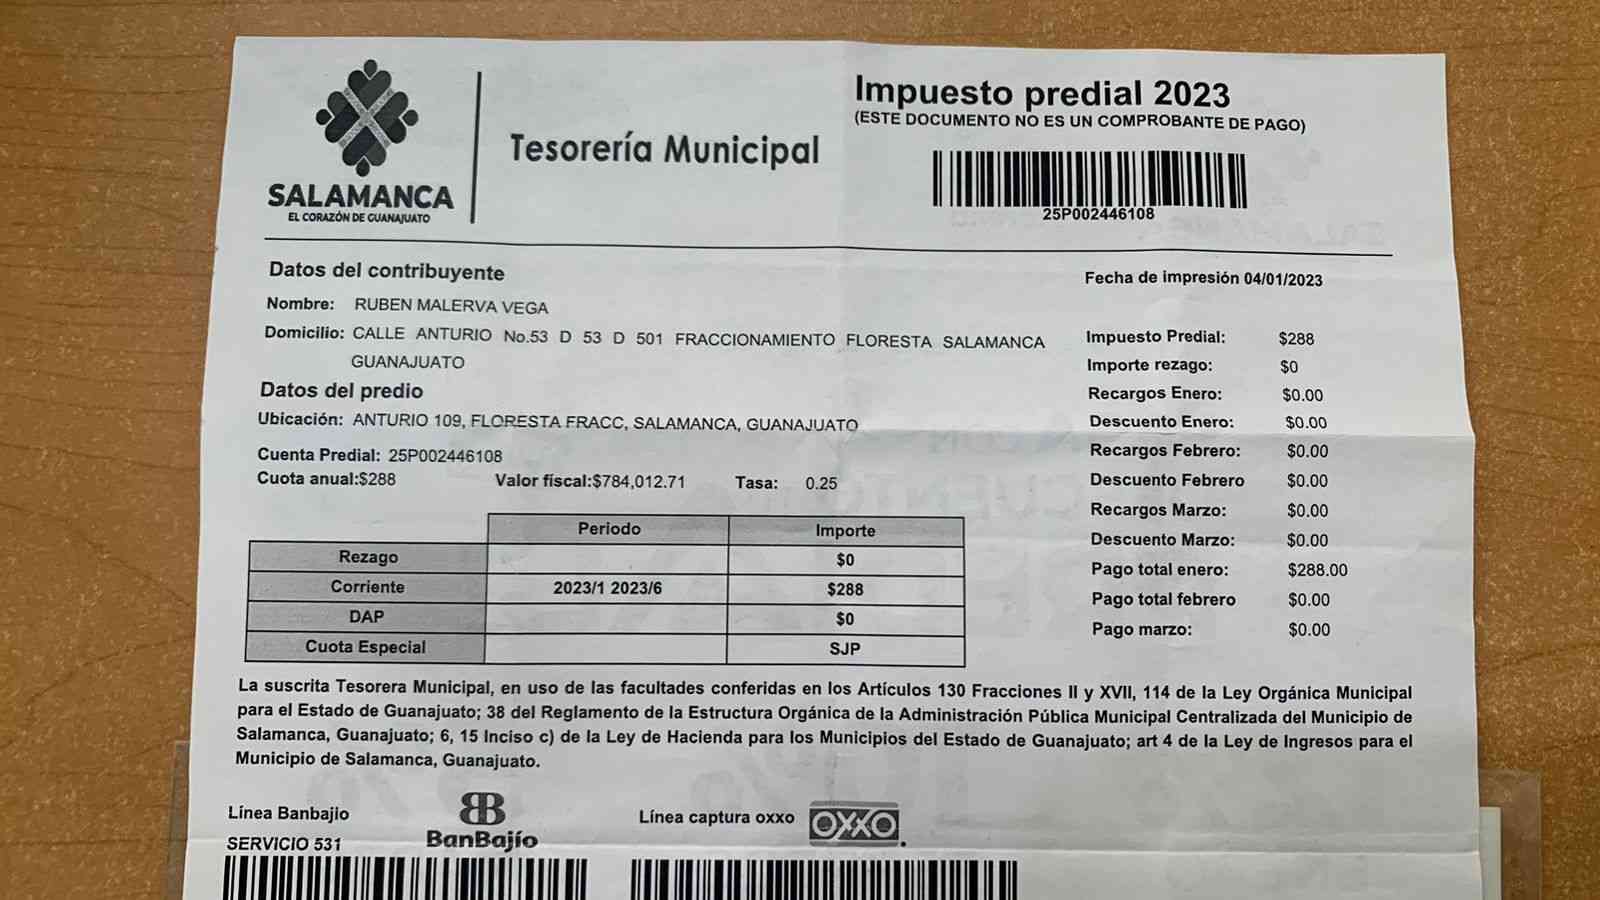 SALAMANCA
EL CORAZÓN DE GUANAJUATO
Tesorería Municipal
Impuesto predial 2023
(ESTE DOCUMENTO NO ES UN COMPROBANTE DE PAGO)
25P002446108
Datos del contribuyente
Nombre: RUBEN MALERVA VEGA
Domicilio: CALLE ANTURIO No.53 D 53 D 501 FRACCIONAMIENTO FLORESTA SALAMANCA
GUANAJUATO
Datos del predio
Ubicación: ANTURIO 109, FLORESTA FRACC, SALAMANCA, GUANAJUATO
Cuenta Predial: 25P002446108
Cuota anual:$288 Valor fiscal:$784,012.71 Tasa: 0.25
Periodo Importe
Rezago $0
Corriente 2023/1 2023/6 $288
DAP $0
Cuota Especial SJP
Fecha de impresión 04/01/2023
Impuesto Predial: $288
Importe rezago: $0
Recargos Enero: $0.00
Descuento Enero: $0.00
Recargos Febrero: $0.00
Descuento Febrero $0.00
Recargos Marzo: $0.00
Descuento Marzo: $0.00
Pago total enero: $288.00
Pago total febrero $0.00
Pago marzo: $0.00
La suscrita Tesorera Municipal, en uso de las facultades conferidas en los Artículos 130 Fracciones II y XVII, 114 de la Ley Orgánica Municipal
para el Estado de Guanajuato; 38 del Reglamento de la Estructura Orgánica de la Administración Pública Municipal Centralizada del Municipio de
Salamanca, Guanajuato; 6, 15 Inciso c) de la Ley de Hacienda para los Municipios del Estado de Guanajuato; art 4 de la Ley de Ingresos para el
Municipio de Salamanca, Guanajuato.
Línea Banbajio
SERVICIO 531
BanBajío
Línea captura oxxo
OXXO